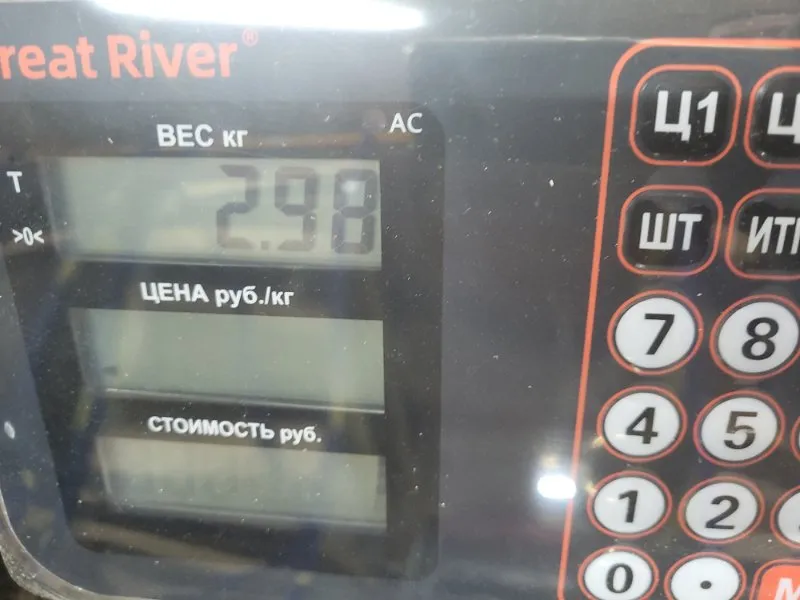 reat River®
ВЕС кг
AC
T
2.98
>0<
ЦЕНА руб./кг
СТОИМОСТЬ руб.
Ц1
ШТ
7 8
4 5
1 2
0 .